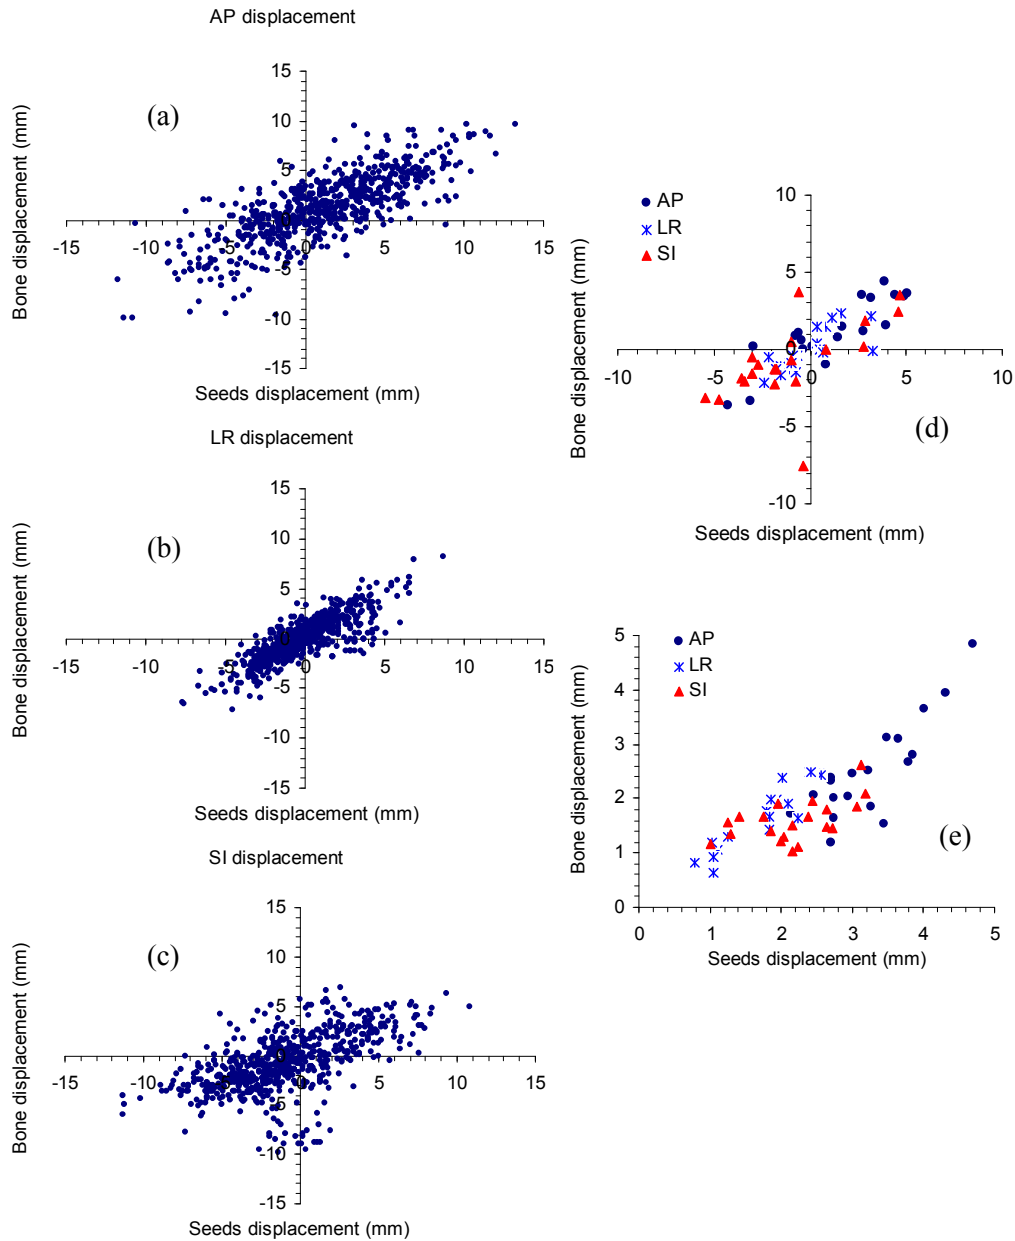 AP displacement
(a)
Bone displacement (mm)
15
10
5
0
-5
-10
-15
-15 -10 -5 0 5 10 15
Seeds displacement (mm)
LR displacement
(b)
Bone displacement (mm)
15
10
5
0
-5
-10
-15
-15 -10 -5 0 5 10 15
Seeds displacement (mm)
SI displacement
(c)
Bone displacement (mm)
15
10
5
0
-5
-10
-15
-15 -10 -5 0 5 10 15
Seeds displacement (mm)
AP
LR
SI
(d)
Bone displacement (mm)
10
5
0
-5
-10
-10 -5 0 5 10
Seeds displacement (mm)
AP
LR
SI
(e)
Bone displacement (mm)
5
4
3
2
1
0
0 1 2 3 4 5
Seeds displacement (mm)